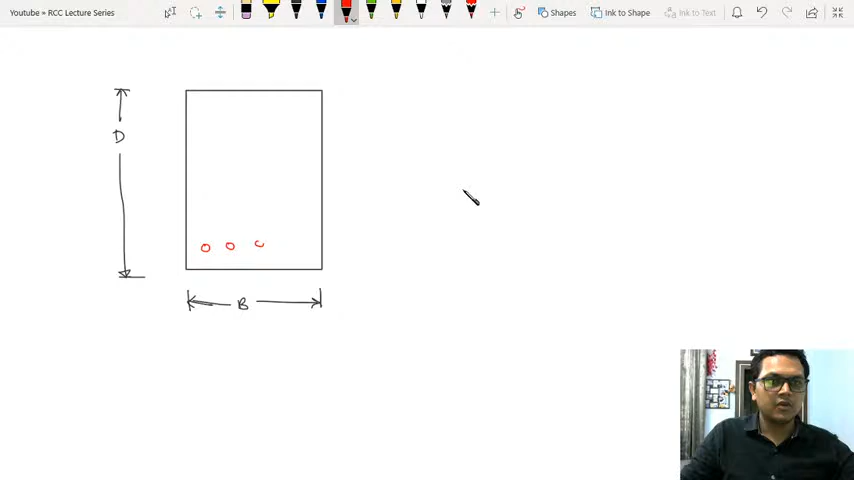 Youtube » RCC Lecture Series
Shapes
Ink to Shape
Ink to Text
D
B